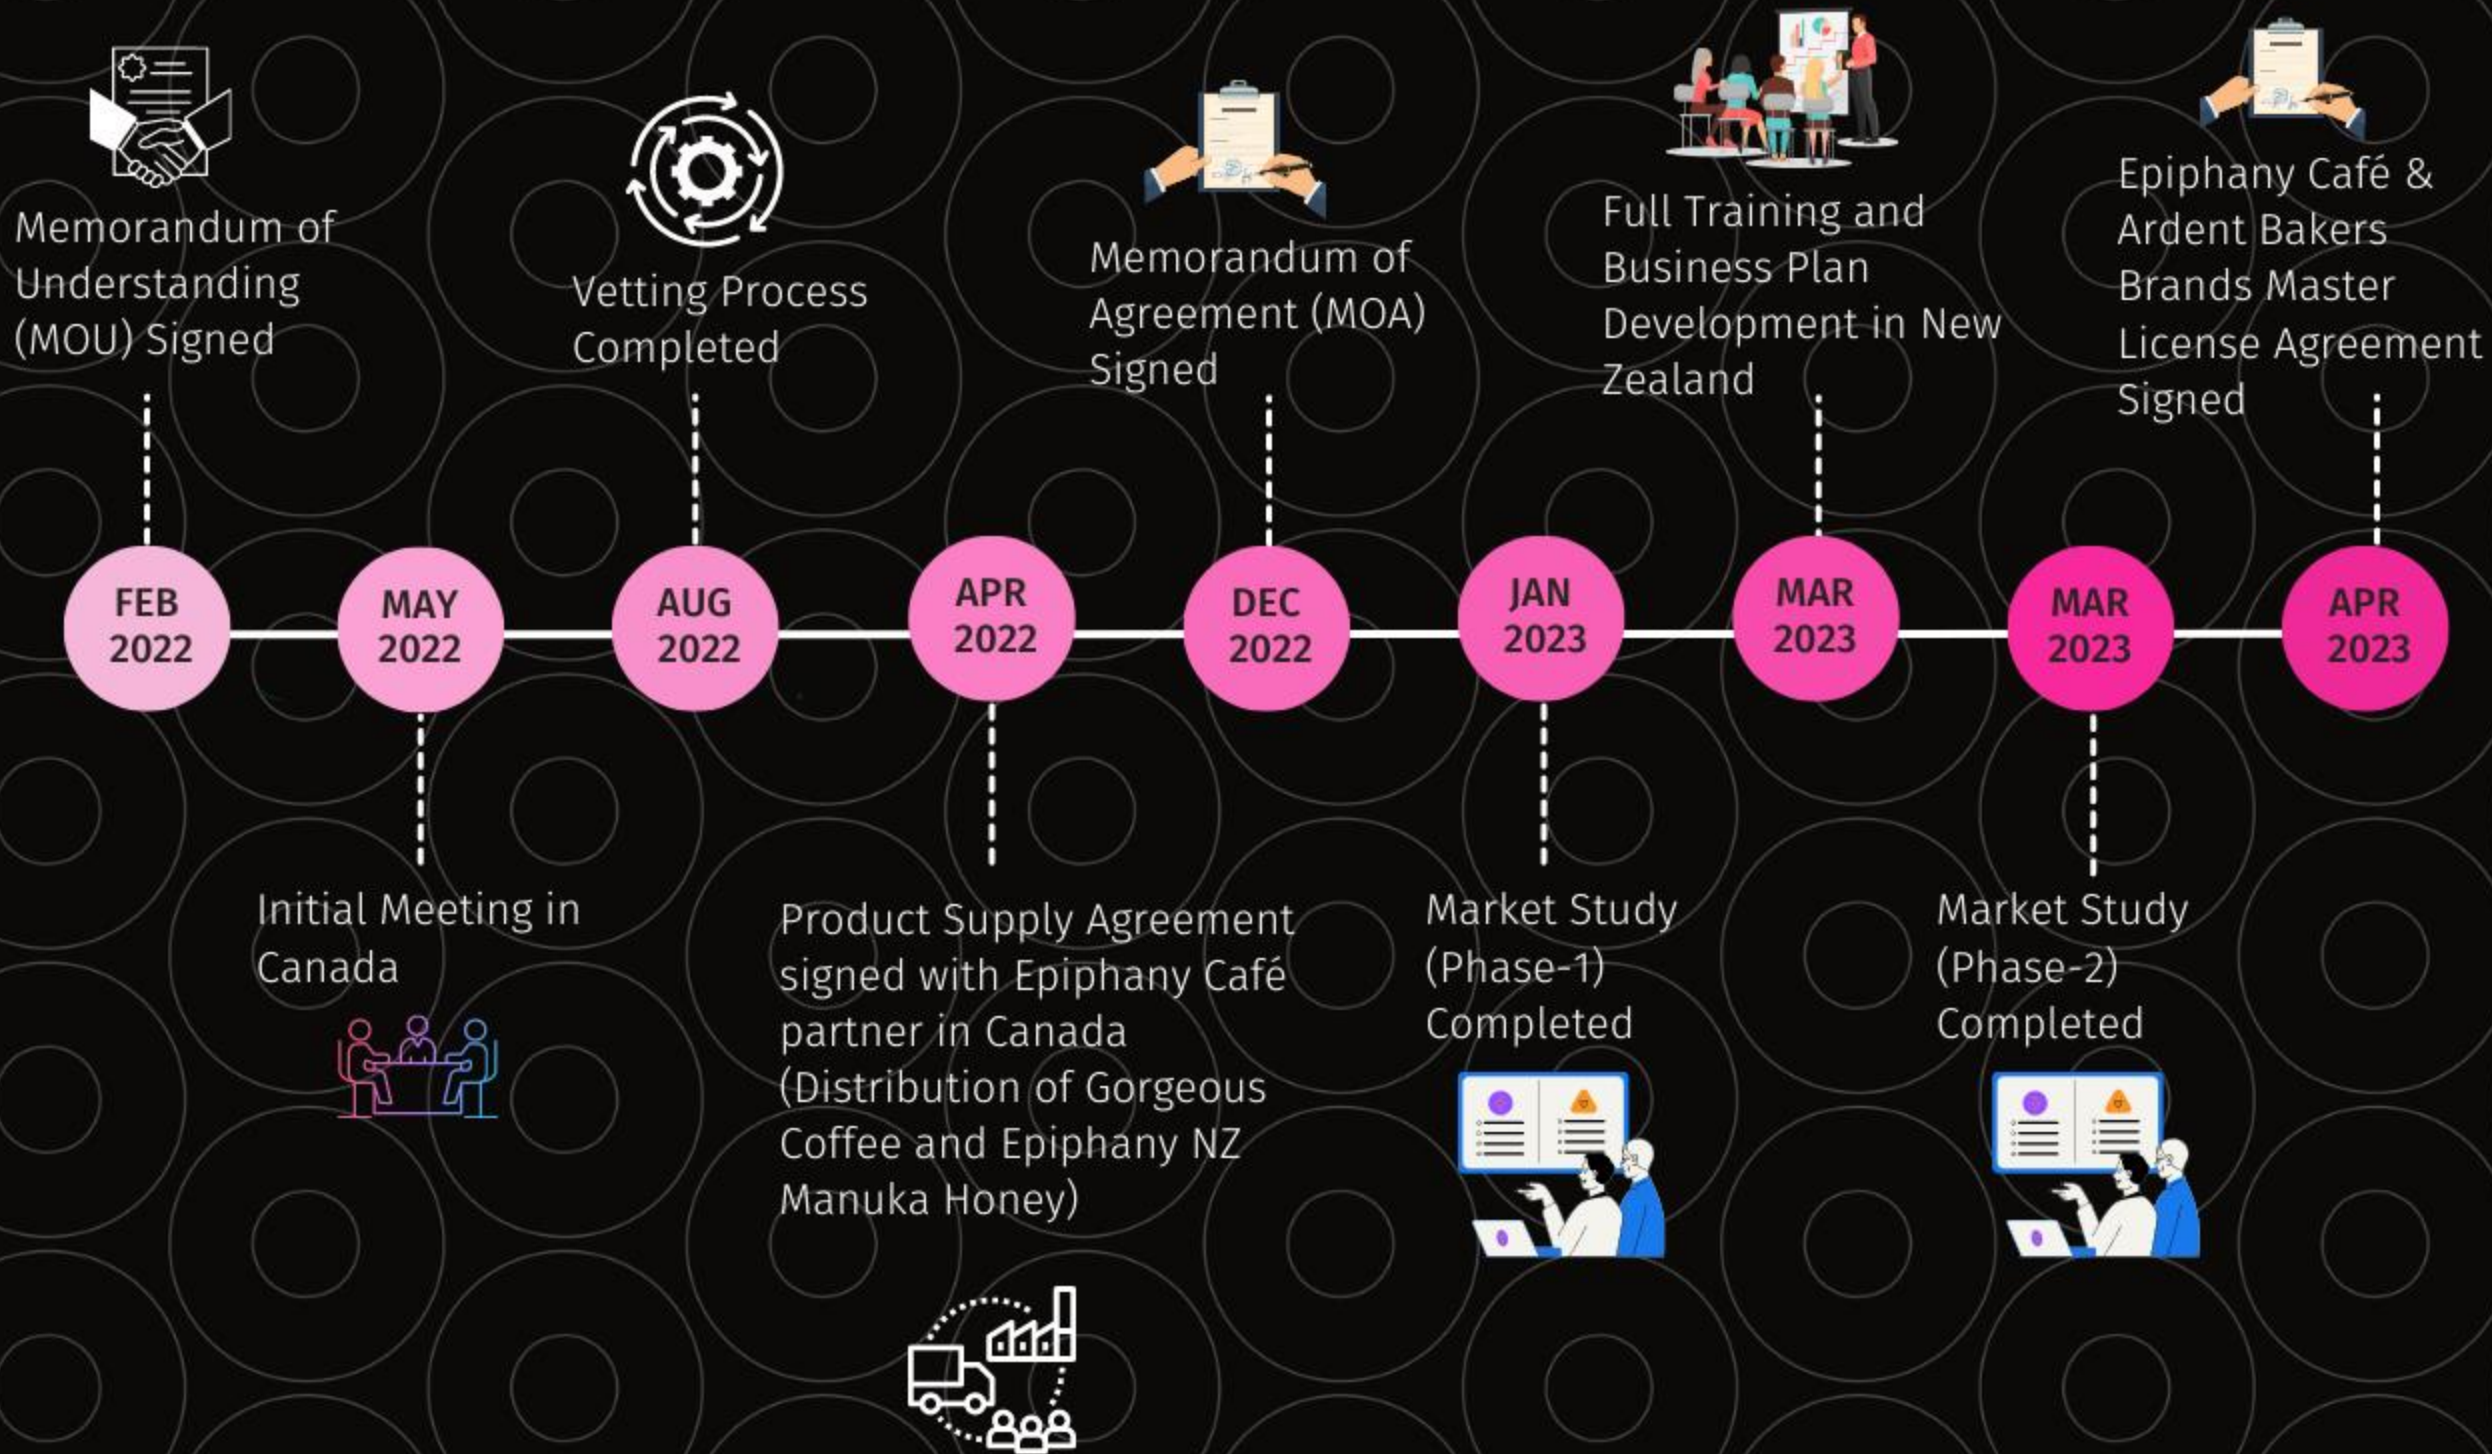 Memorandum of
Understanding
(MOU) Signed
Vetting Process
Completed
Memorandum of
Agreement (MOA)
Signed
Full Training and
Business Plan
Development in New
Zealand
Epiphany Café &
Ardent Bakers
Brands Master
License Agreement
Signed
FEB
2022
MAY
2022
AUG
2022
APR
2022
DEC
2022
JAN
2023
MAR
2023
MAR
2023
APR
2023
Initial Meeting in
Canada
Product Supply Agreement
signed with Epiphany Café
partner in Canada
(Distribution of Gorgeous
Coffee and Epiphany NZ
Manuka Honey)
Market Study
(Phase-1)
Completed
Market Study
(Phase-2)
Completed